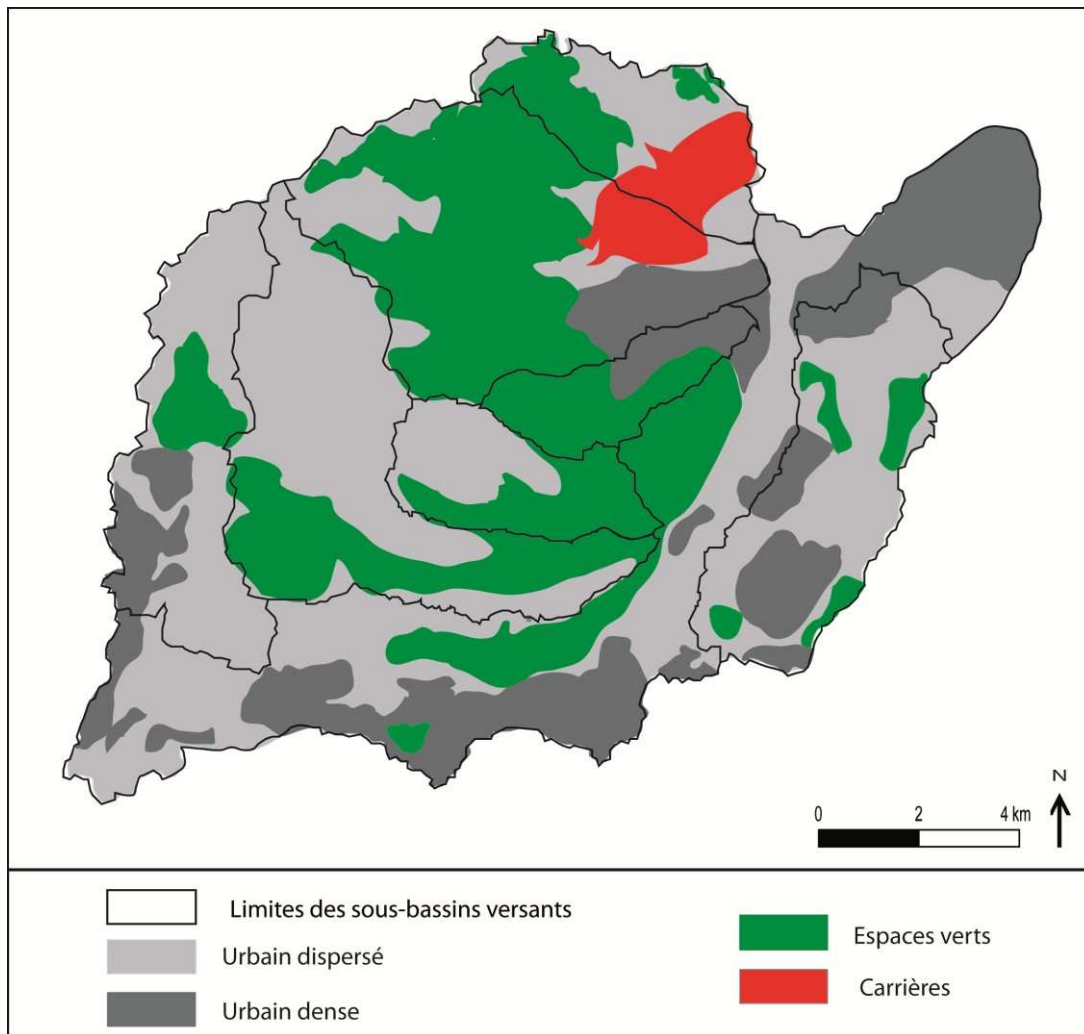 N
0 2 4 km
Limites des sous-bassins versants
Urbain dispersé
Urbain dense
Espaces verts
Carrières